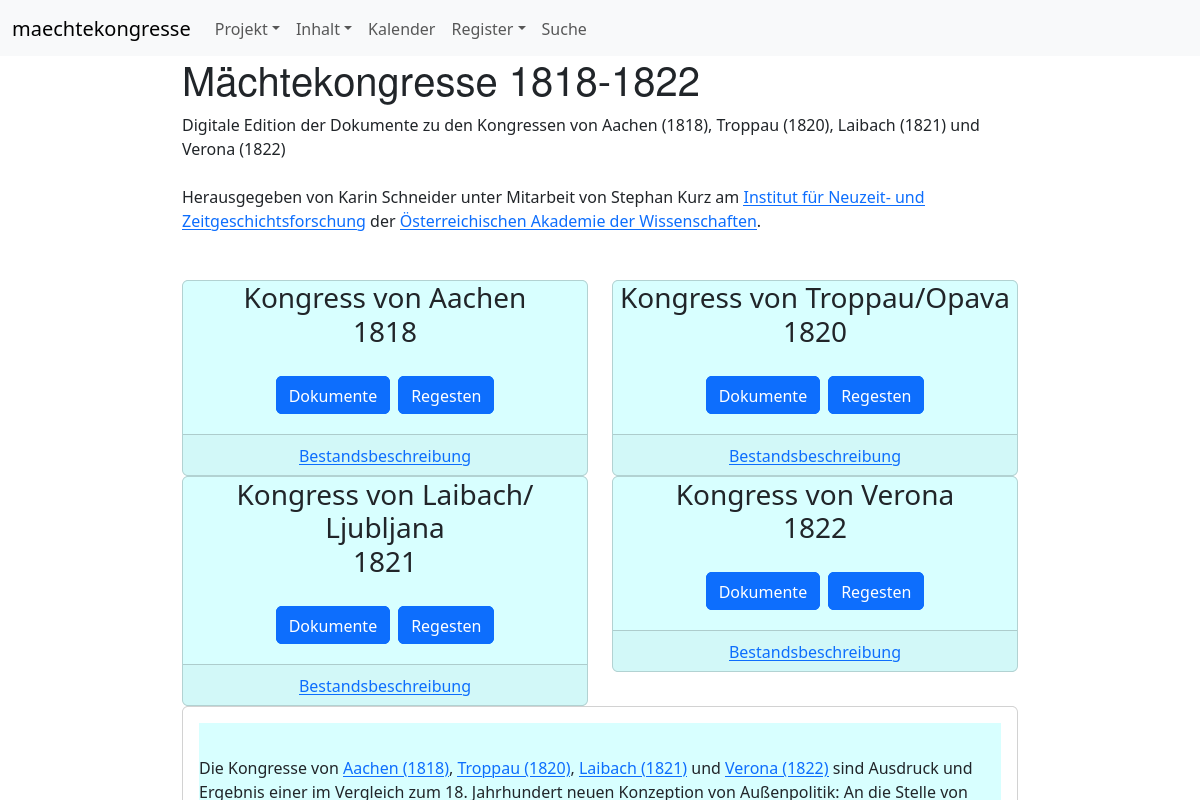 maechtekongresse Projekt Inhalt Kalender Register Suche
Mächtekongresse 1818-1822
Digitale Edition der Dokumente zu den Kongressen von Aachen (1818), Troppau (1820), Laibach (1821) und
Verona (1822)
Herausgegeben von Karin Schneider unter Mitarbeit von Stephan Kurz am Institut für Neuzeit- und
Zeitgeschichtsforschung der Österreichischen Akademie der Wissenschaften.
Kongress von Aachen
1818
Dokumente Regesten
Bestandsbeschreibung
Kongress von Troppau/Opava
1820
Dokumente Regesten
Bestandsbeschreibung
Kongress von Laibach/
Ljubljana
1821
Dokumente Regesten
Bestandsbeschreibung
Kongress von Verona
1822
Dokumente Regesten
Bestandsbeschreibung
Die Kongresse von Aachen (1818), Troppau (1820), Laibach (1821) und Verona (1822) sind Ausdruck und
Ergebnis einer im Vergleich zum 18. Jahrhundert neuen Konzeption von Außenpolitik: An die Stelle von